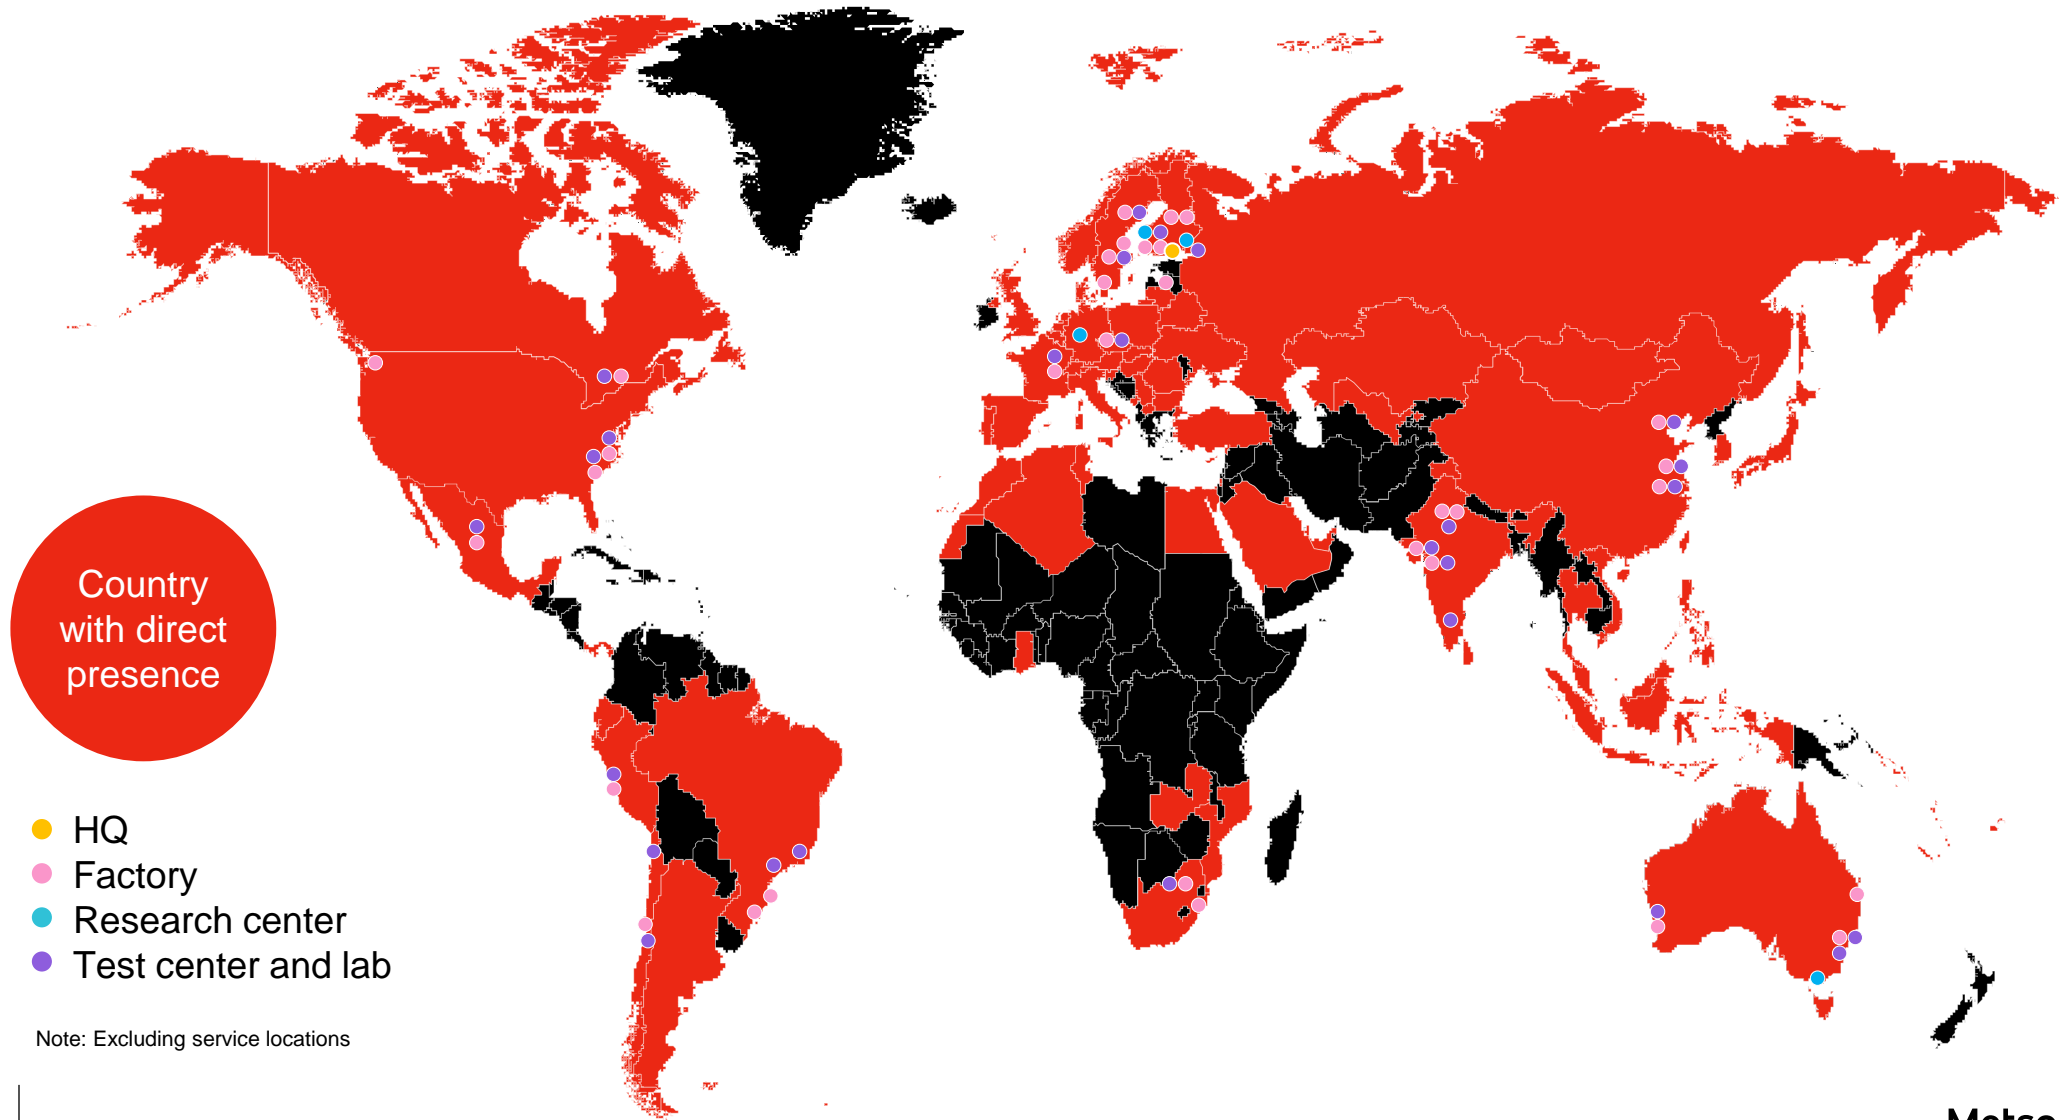 Country
with direct
presence
HQ
Factory
Research center
Test center and lab
Note: Excluding service locations